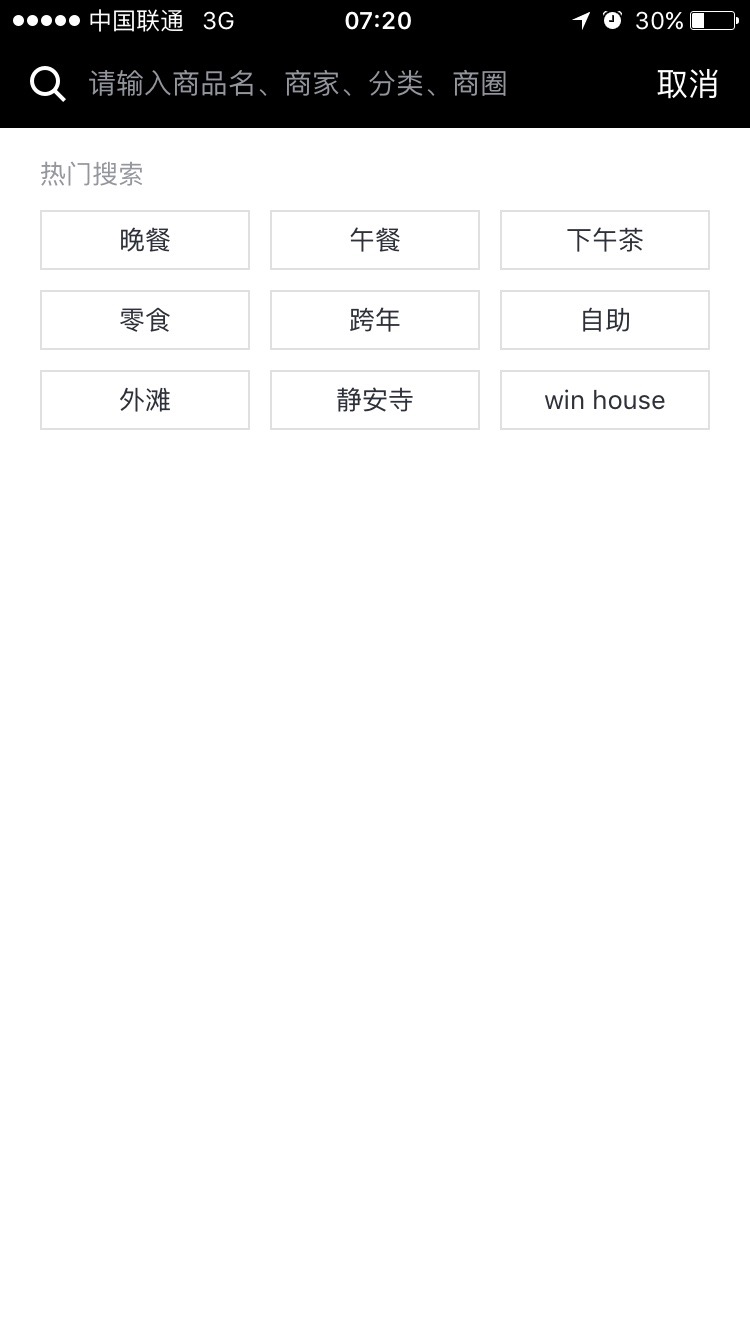 中国联通 3G 07:20 30%
请输入商品名、商家、分类、商圈 取消
热门搜索
晚餐 午餐 下午茶
零食 跨年 自助
外滩 静安寺 win house